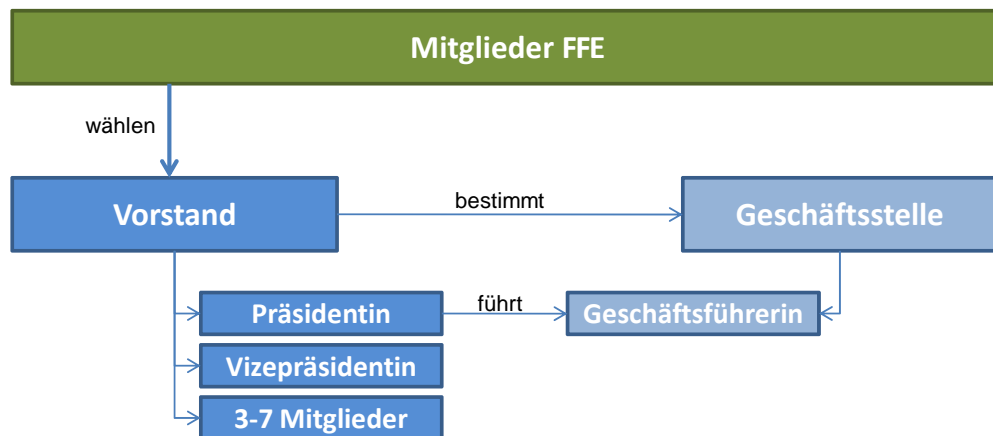 Mitglieder FFE
wählen
Vorstand
bestimmt
Geschäftsstelle
Präsidentin
führt
Geschäftsführerin
Vizepräsidentin
3-7 Mitglieder